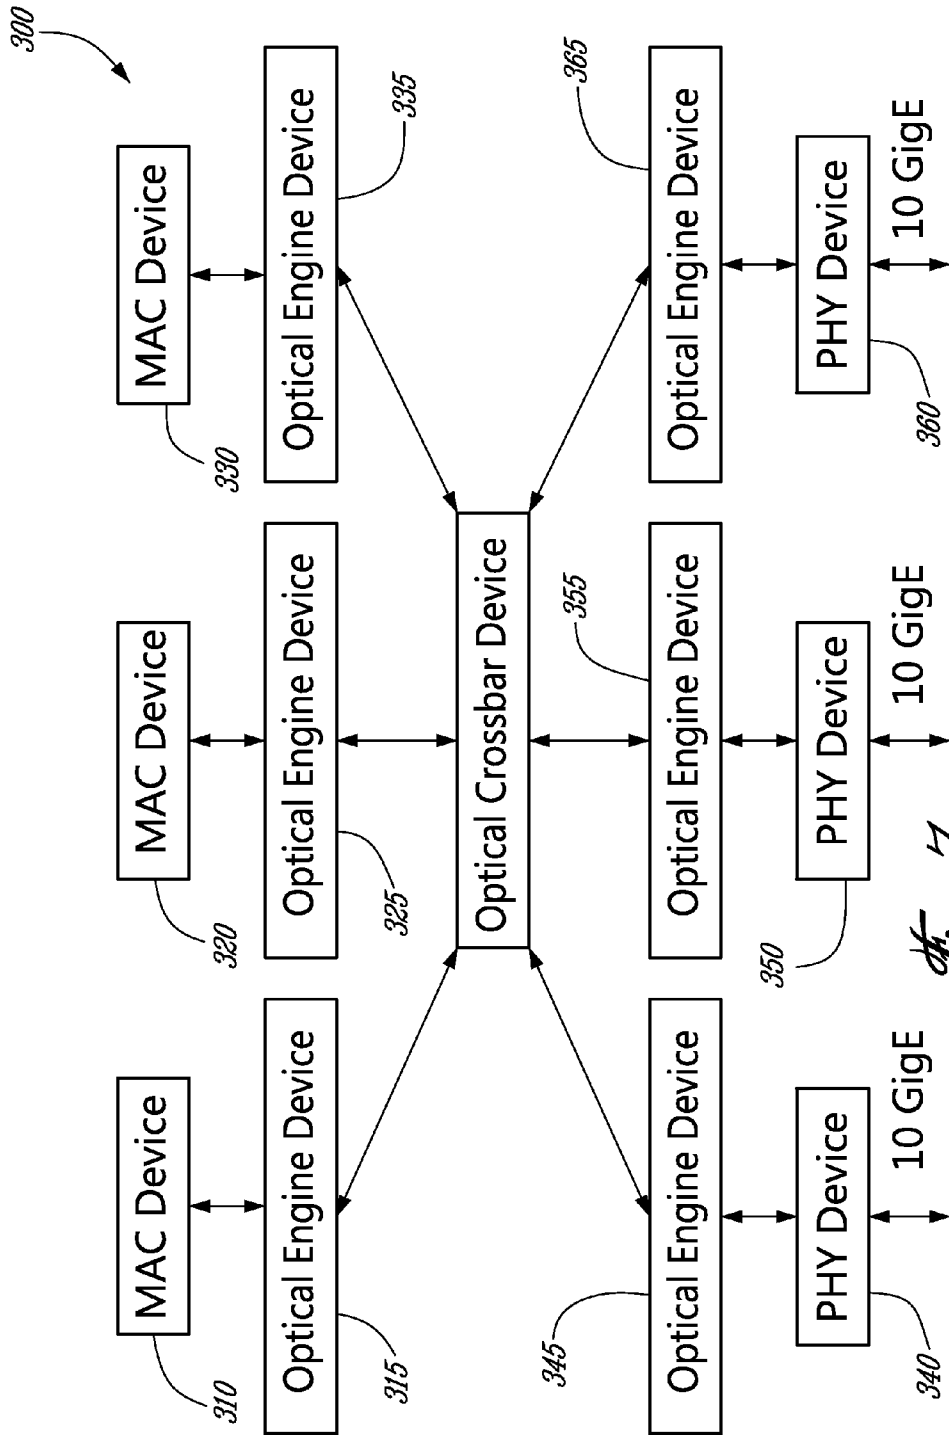 300
MAC Device
MAC Device
MAC Device
310
320
330
Optical Engine Device
Optical Engine Device
Optical Engine Device
315
325
335
Optical Crossbar Device
345
355
365
Optical Engine Device
Optical Engine Device
Optical Engine Device
PHY Device
PHY Device
PHY Device
340
350
360
10 GigE
10 GigE
10 GigE